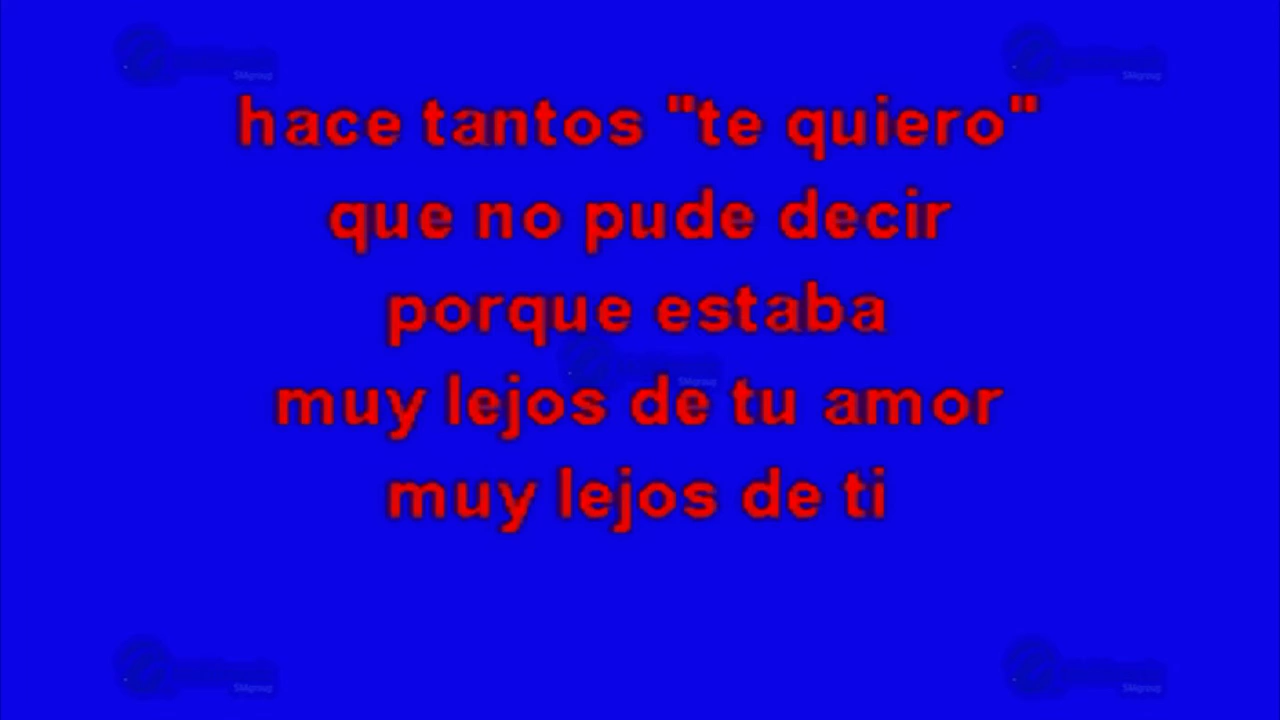 hace tantos "te quiero"
que no pude decir
porque estaba
muy lejos de tu amor
muy lejos de ti